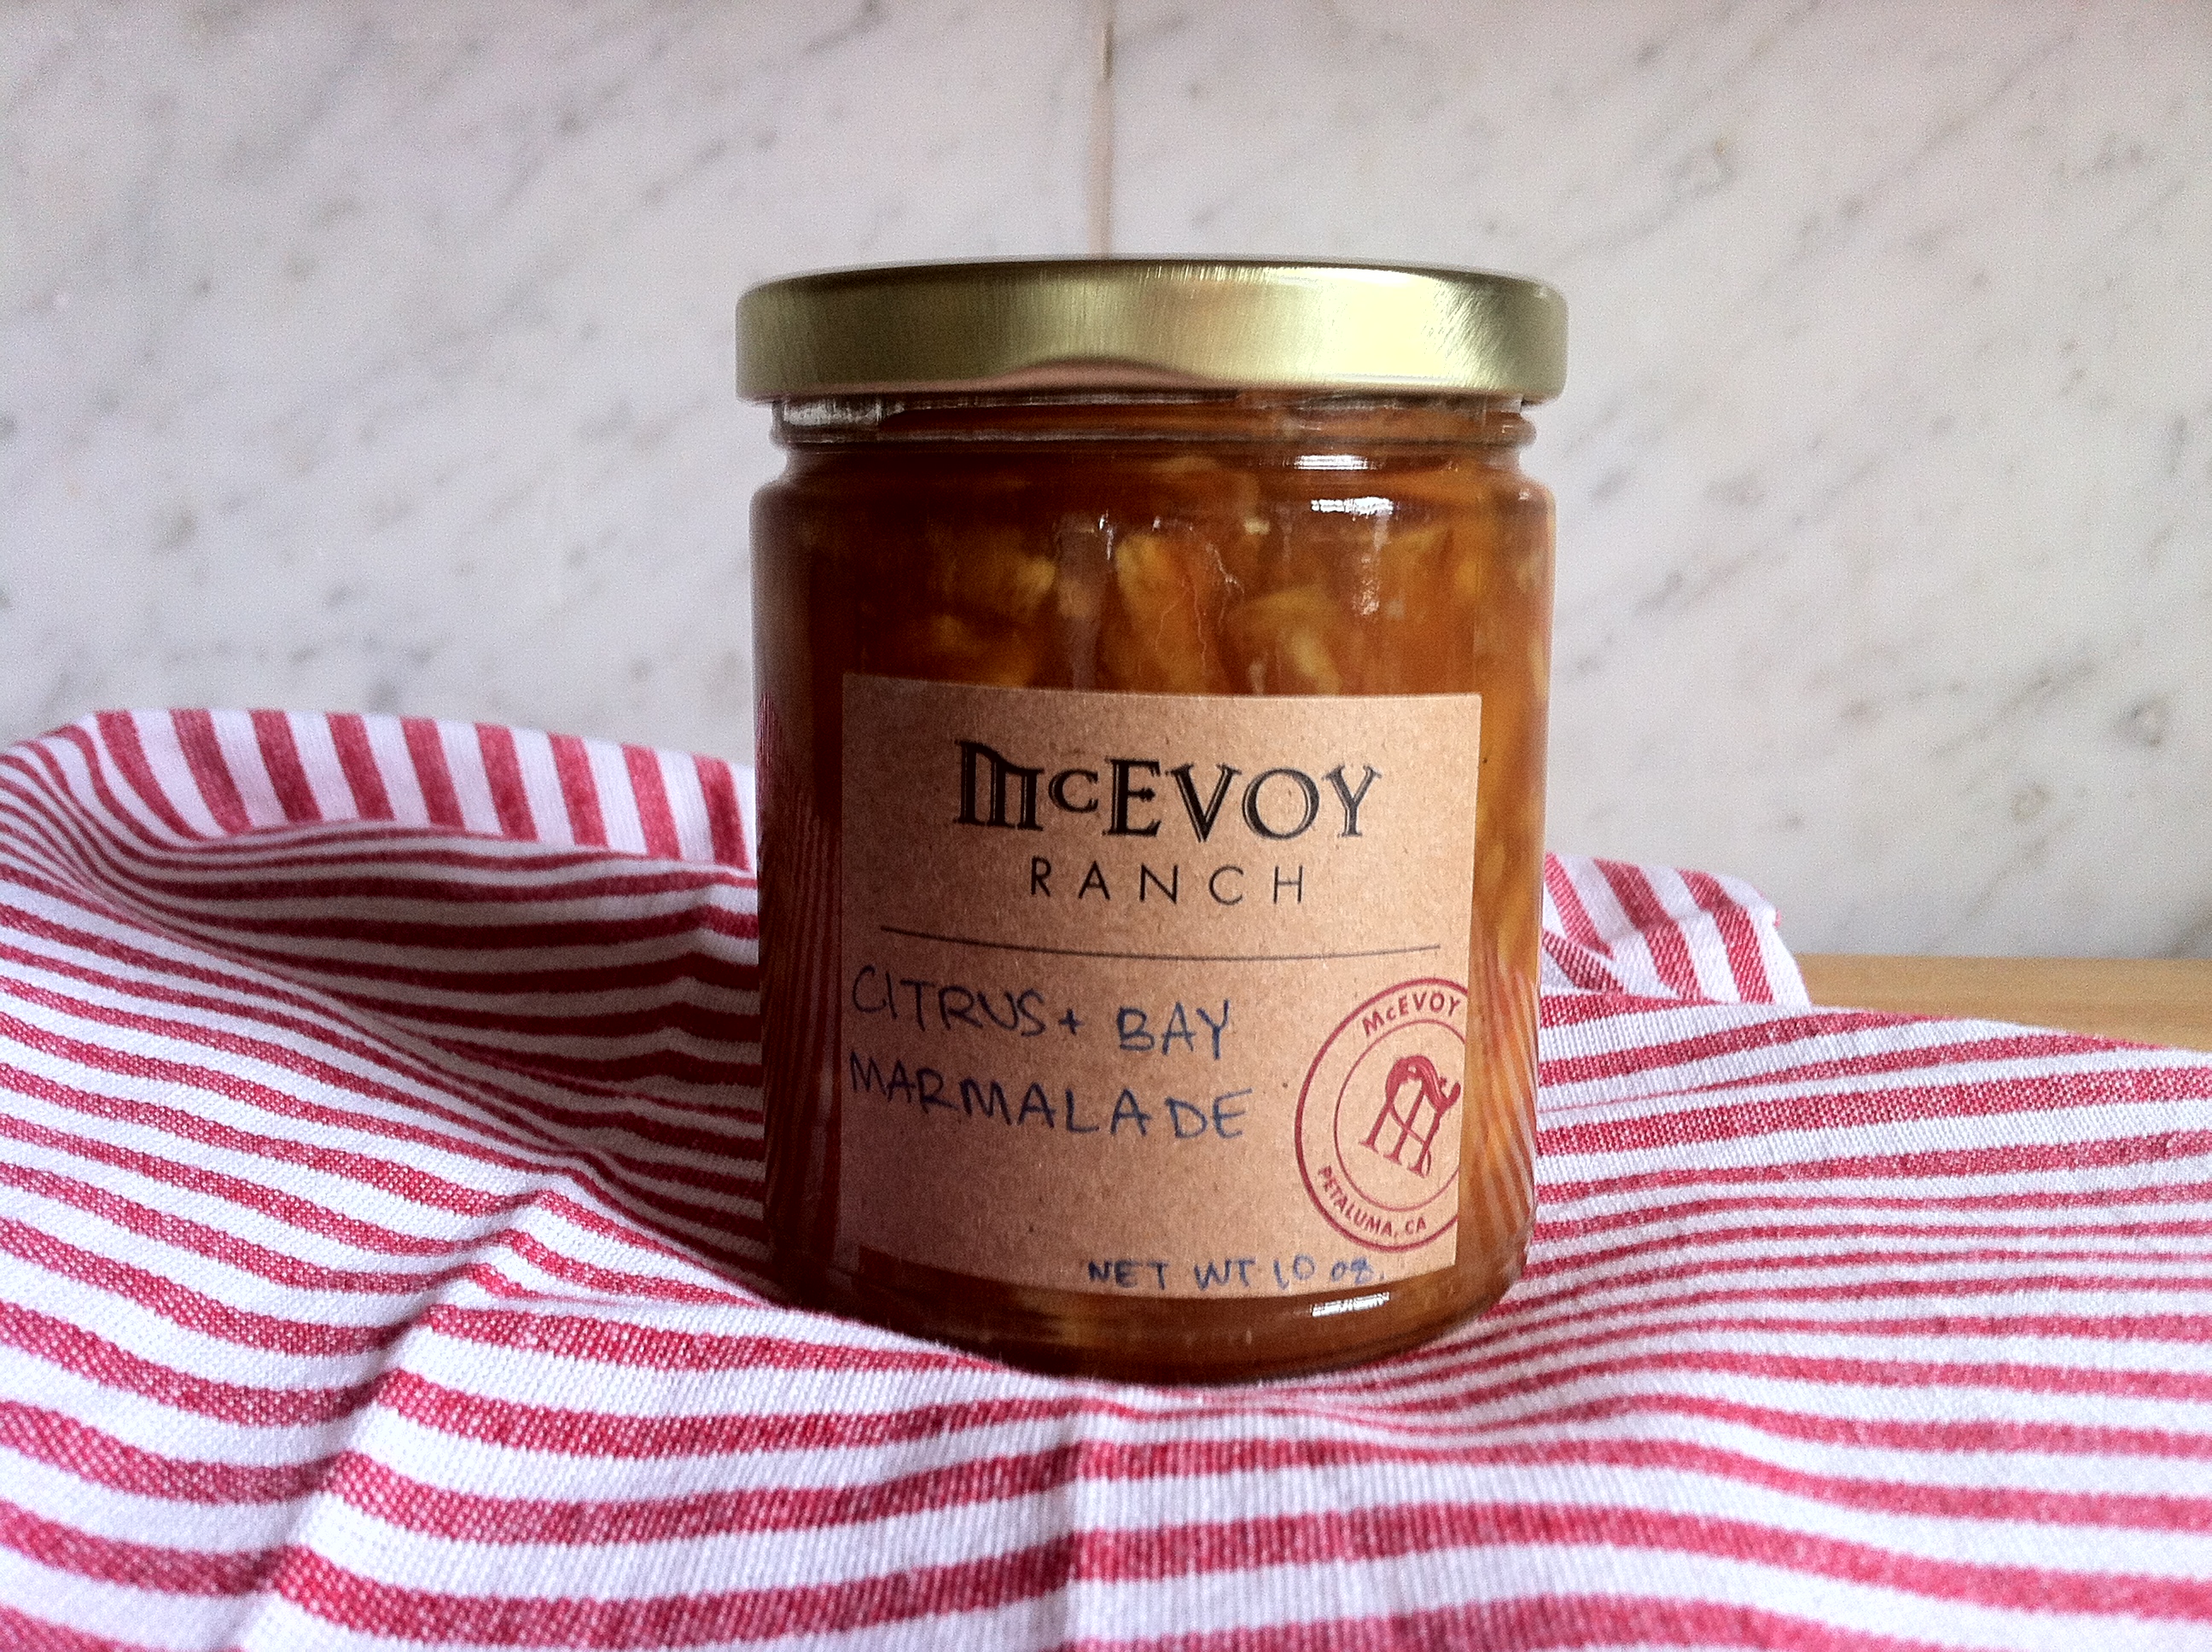 McEVOY
RANCH
CITRUS + BAY
MARMALADE
McEVOY
PETALUMA, CA
NET WT 10 oz.